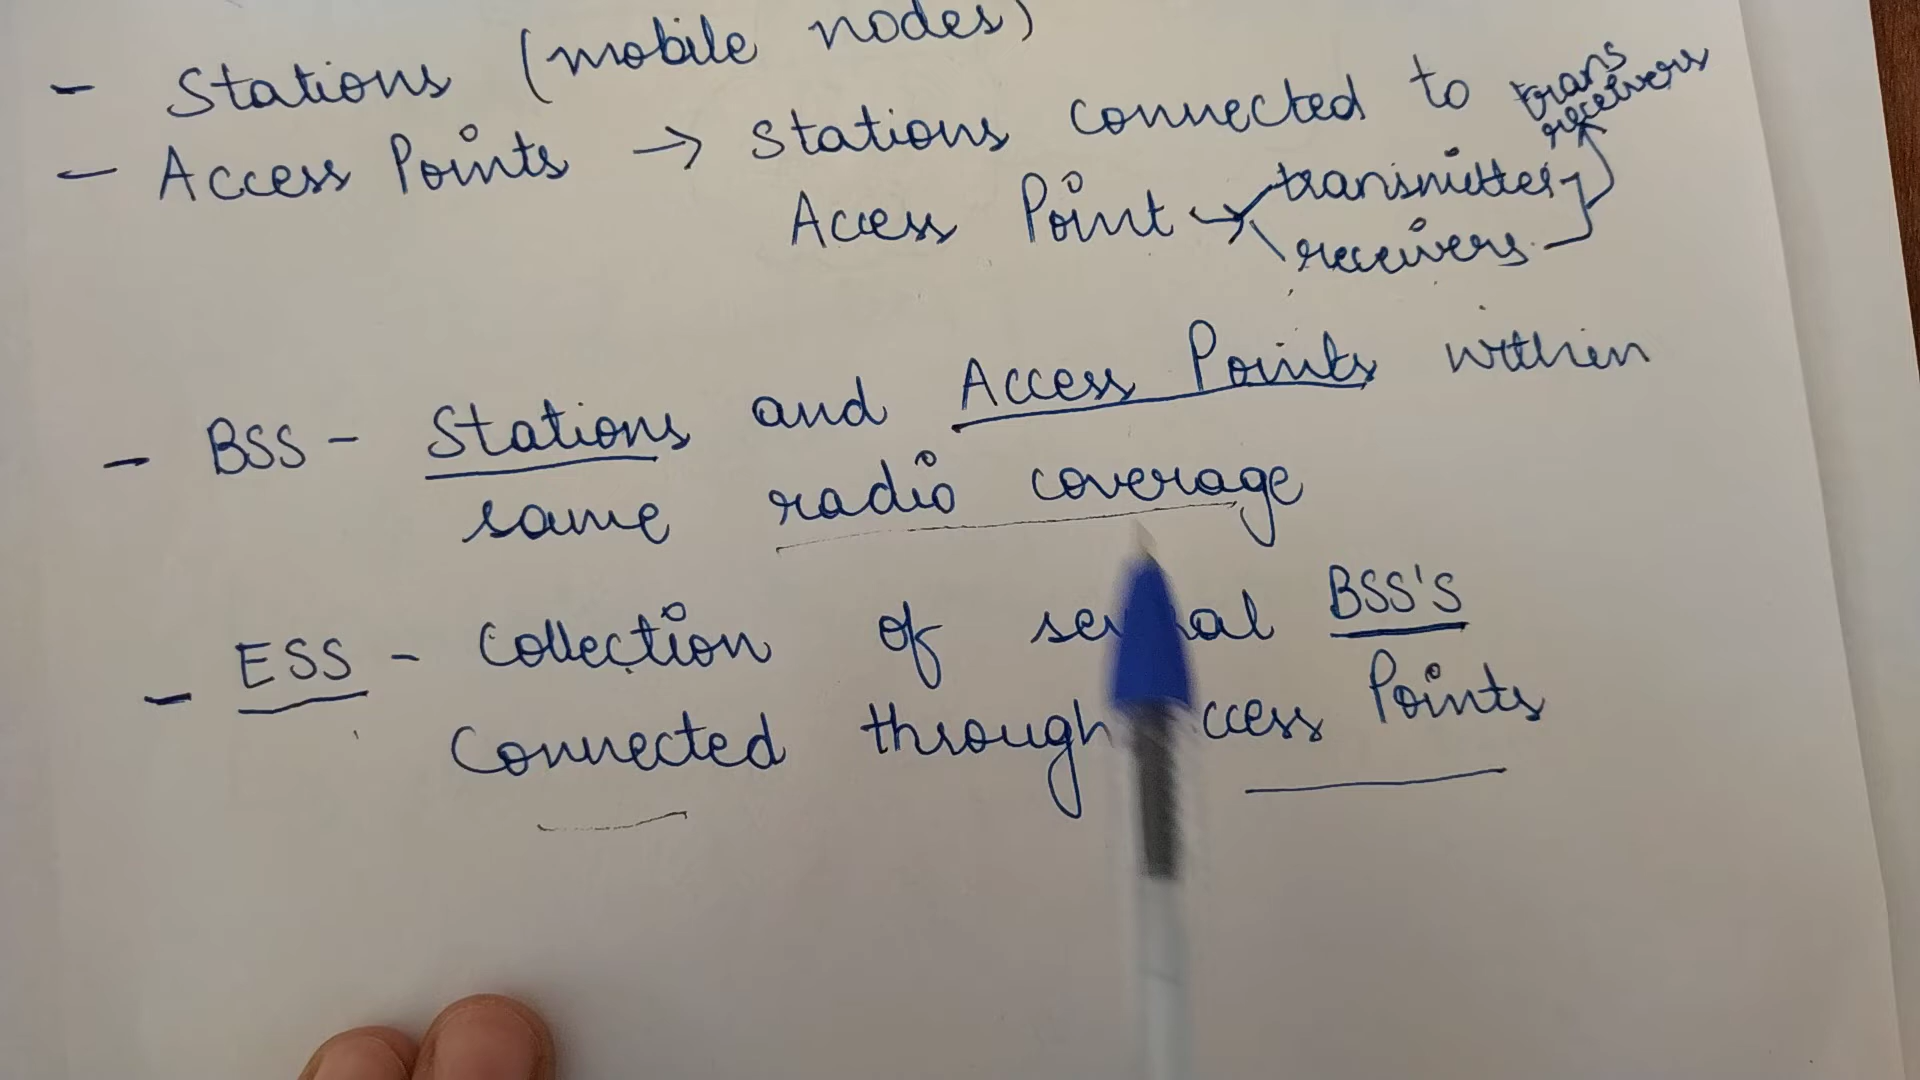 - Stations (mobile nodes)
- Access Points → Stations connected to trans receivers
Access Point → transmitter
receivers
- BSS - Stations and Access Points within
same radio coverage
- ESS - Collection of BSS'S
Connected through Points